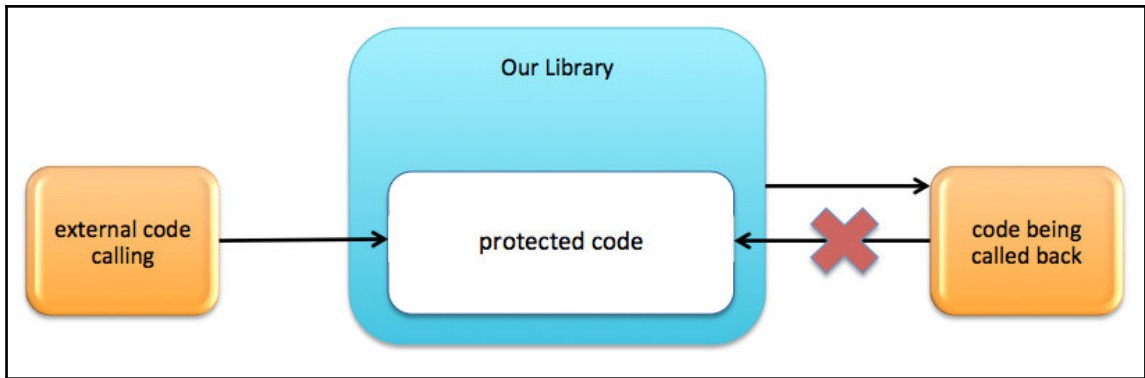 Our Library
external code
calling
protected code
code being
called back